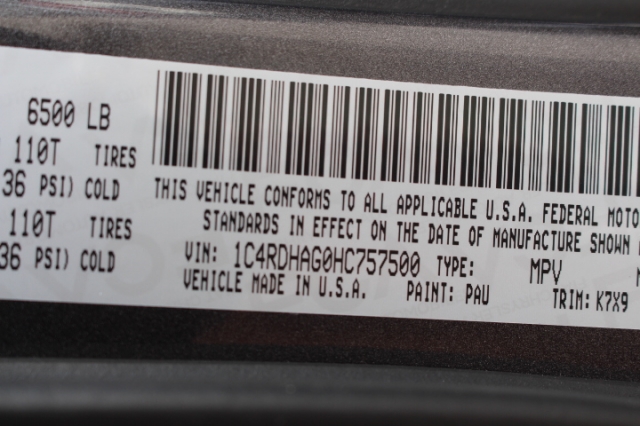 6500 LB
110T TIRES
36 PSI) COLD
110T TIRES
36 PSI) COLD
THIS VEHICLE CONFORMS TO ALL APPLICABLE U.S.A. FEDERAL MOTO
STANDARDS IN EFFECT ON THE DATE OF MANUFACTURE SHOWN
VIN: 1C4RDHAG0HC757500 TYPE: MPV
VEHICLE MADE IN U.S.A. PAINT: PAU TRIM: K7X9